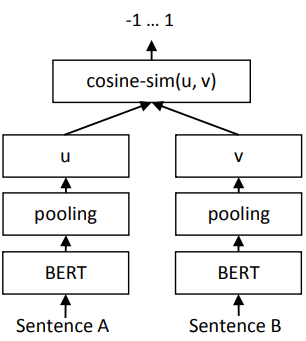 -1 … 1
cosine-sim(u, v)
u v
pooling pooling
BERT BERT
Sentence A Sentence B